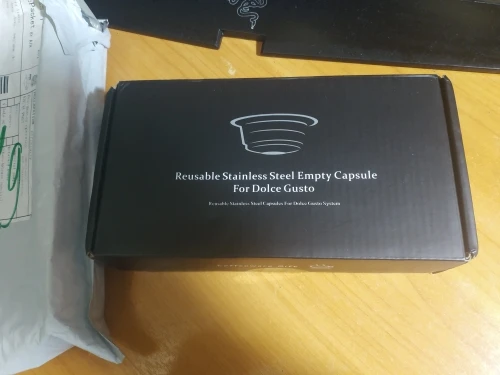 Reusable Stainless Steel Empty Capsule
For Dolce Gusto
Reusable Stainless Steel Capsules For Dolce Gusto System